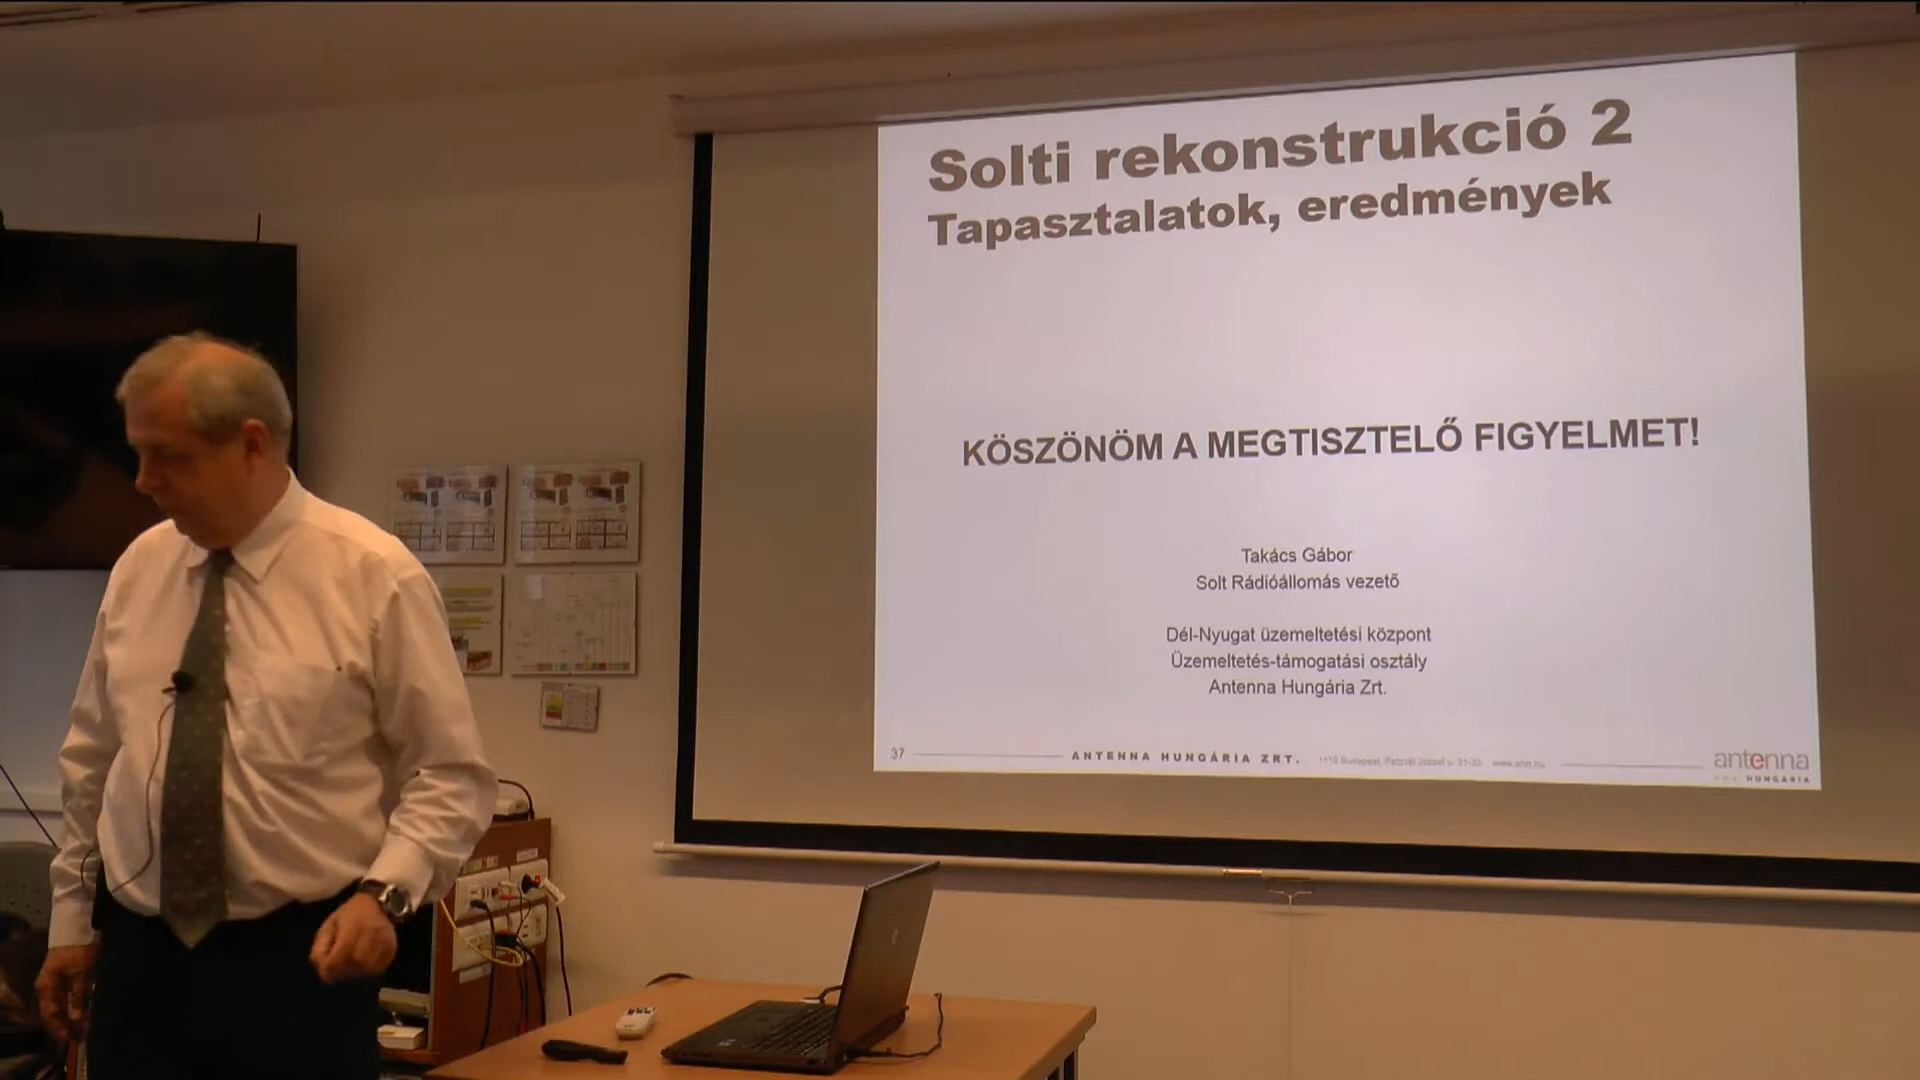 Solti rekonstrukció 2
Tapasztalatok, eredmények
KÖSZÖNÖM A MEGTISZTELŐ FIGYELMET!
Takács Gábor
Solt Rádióállomás vezető
Dél-Nyugat üzemeltetési központ
Üzemeltetés-támogatási osztály
Antenna Hungária Zrt.
37
ANTENNA HUNGÁRIA ZRT.
antenna
HUNGÁRIA